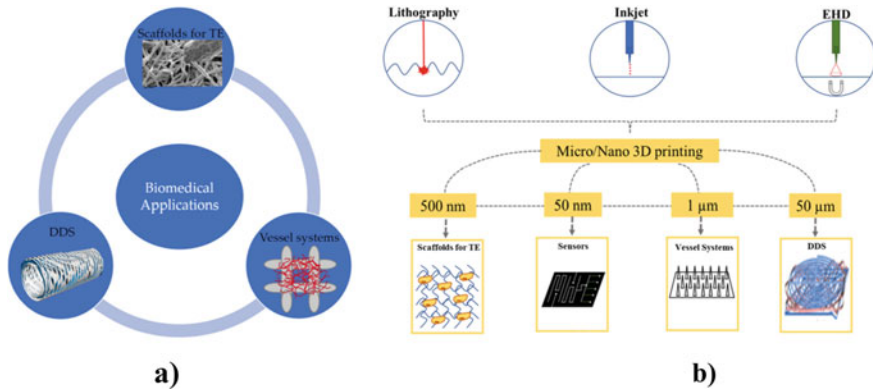 Scaffolds for TE
Biomedical
Applications
DDS
Vessel systems
a)
Lithography
Inkjet
EHD
Micro/Nano 3D printing
500 nm
50 nm
1 µm
50 µm
Scaffolds for TE
Sensors
Vessel Systems
DDS
b)